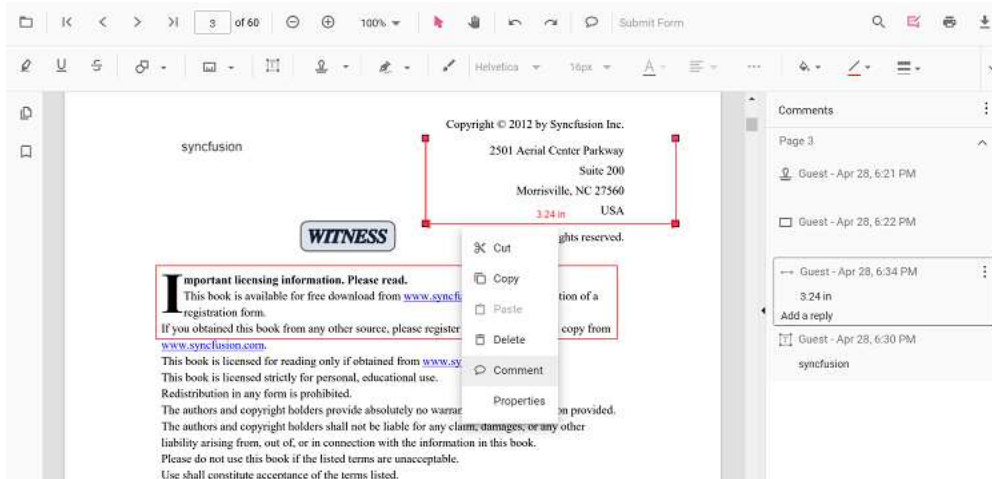 3 of 60 100% Submit Form
Helvetica 16px A
Copyright © 2012 by Syncfusion Inc.
syncfusion
2501 Aerial Center Parkway
Suite 200
Morrisville, NC 27560
3.24 in USA
WITNESS
ghts reserved.
Important licensing information. Please read.
This book is available for free download from www.syncfu tion of a
registration form.
If you obtained this book from any other source, please register copy from
www.syncfusion.com.
This book is licensed for reading only if obtained from www.sy
This book is licensed strictly for personal, educational use.
Redistribution in any form is prohibited.
The authors and copyright holders provide absolutely no warran on provided.
The authors and copyright holders shall not be liable for any claim, damages, or any other
liability arising from, out of, or in connection with the information in this book.
Please do not use this book if the listed terms are unacceptable.
Use shall constitute acceptance of the terms listed.
Cut
Copy
Paste
Delete
Comment
Properties
Comments
Page 3
Guest - Apr 28, 6:21 PM
Guest - Apr 28, 6:22 PM
Guest - Apr 28, 6:34 PM
3.24 in
Add a reply
Guest - Apr 28, 6:30 PM
syncfusion